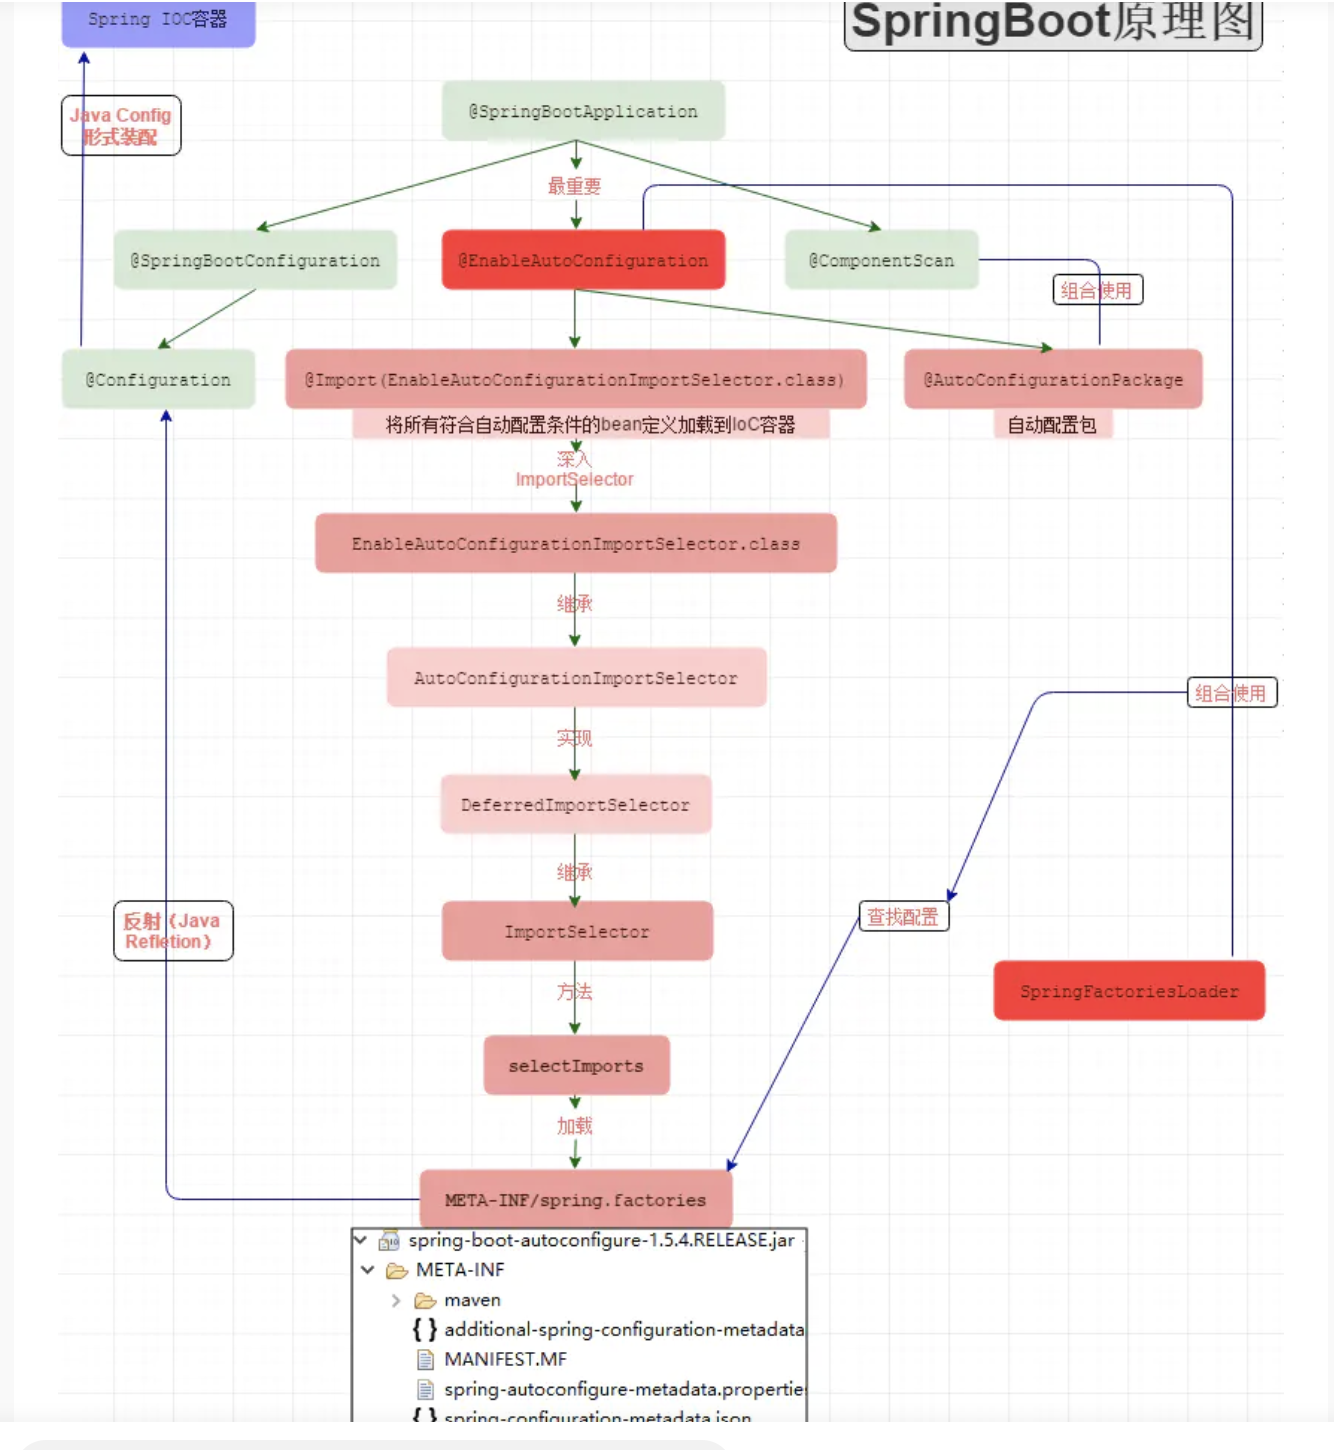 Spring IOC容器
SpringBoot原理图
Java Config
形式装配
@SpringBootApplication
最重要
@SpringBootConfiguration
@EnableAutoConfiguration
@ComponentScan
组合使用
@Configuration
@Import(EnableAutoConfigurationImportSelector.class)
@AutoConfigurationPackage
将所有符合自动配置条件的bean定义加载到IoC容器
自动配置包
深入
ImportSelector
EnableAutoConfigurationImportSelector.class
继承
AutoConfigurationImportSelector
组合使用
实现
DeferredImportSelector
继承
反射（Java
Refletion）
查找配置
ImportSelector
方法
SpringFactoriesLoader
selectImports
加载
META-INF/spring.factories
spring-boot-autoconfigure-1.5.4.RELEASE.jar
META-INF
maven
additional-spring-configuration-metadata
MANIFEST.MF
spring-autoconfigure-metadata.propertie
spring-configuration-metadata.json